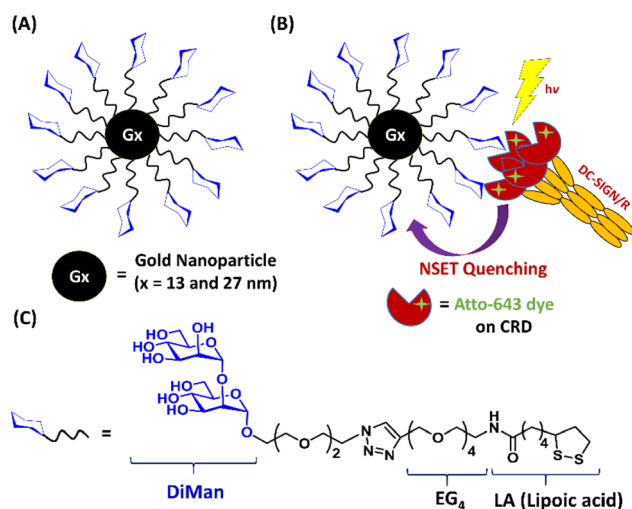 (A)
Gx
Gx
= Gold Nanoparticle
(x = 13 and 27 nm)
(B)
Gx
hν
DC-SIGN/R
NSET Quenching
= Atto-643 dye
on CRD
(C)
=
OH
HO
HO
HO
O
O
OH
HO
HO
HO
O
O
O
2
N
N=N
O
4
H
N
O
4
S-S
DiMan
EG4
LA (Lipoic acid)